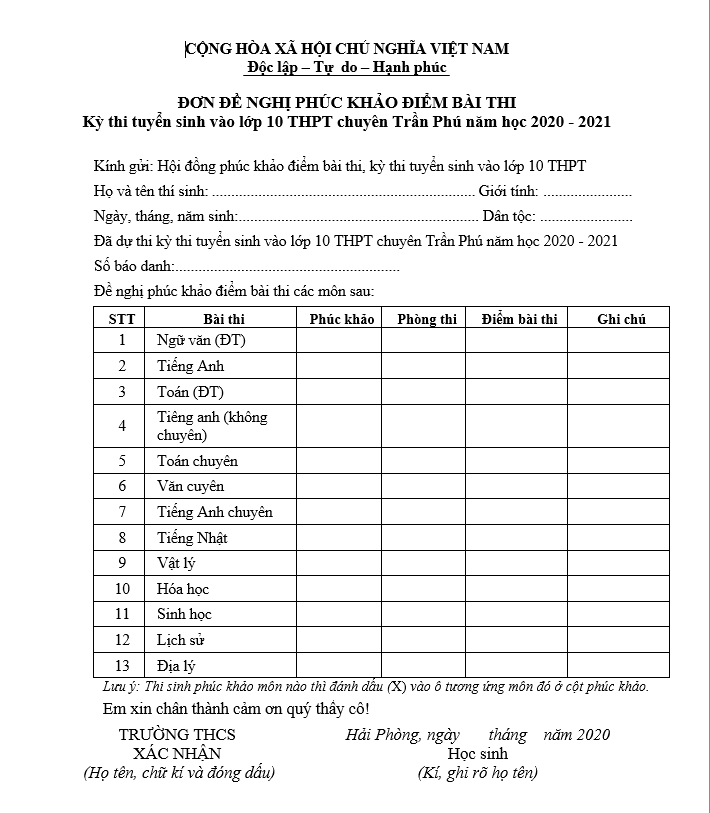 CỘNG HÒA XÃ HỘI CHỦ NGHĨA VIỆT NAM
Độc lập – Tự do – Hạnh phúc
ĐƠN ĐỀ NGHỊ PHÚC KHẢO ĐIỂM BÀI THI
Kỳ thi tuyển sinh vào lớp 10 THPT chuyên Trần Phú năm học 2020 - 2021
Kính gửi: Hội đồng phúc khảo điểm bài thi, kỳ thi tuyển sinh vào lớp 10 THPT
Họ và tên thí sinh: .................................................................... Giới tính: .......................
Ngày, tháng, năm sinh:.............................................................. Dân tộc: ........................
Đã dự thi kỳ thi tuyển sinh vào lớp 10 THPT chuyên Trần Phú năm học 2020 - 2021
Số báo danh:..........................................................
Đề nghị phúc khảo điểm bài thi các môn sau:
STT Bài thi Phúc khảo Phòng thi Điểm bài thi Ghi chú
1 Ngữ văn (ĐT)
2 Tiếng Anh
3 Toán (ĐT)
4 Tiêng anh (không
chuyên)
5 Toán chuyên
6 Văn cuyên
7 Tiếng Anh chuyên
8 Tiếng Nhật
9 Vật lý
10 Hóa học
11 Sinh học
12 Lịch sử
13 Địa lý
Lưu ý: Thi sinh phúc khảo môn nào thì đánh dấu (X) vào ô tương ứng môn đó ở cột phúc khảo.
Em xin chân thành cảm ơn quý thầy cô!
TRƯỜNG THCS Hải Phòng, ngày tháng năm 2020
XÁC NHẬN Học sinh
(Họ tên, chữ kí và đóng dấu) (Kí, ghi rõ họ tên)